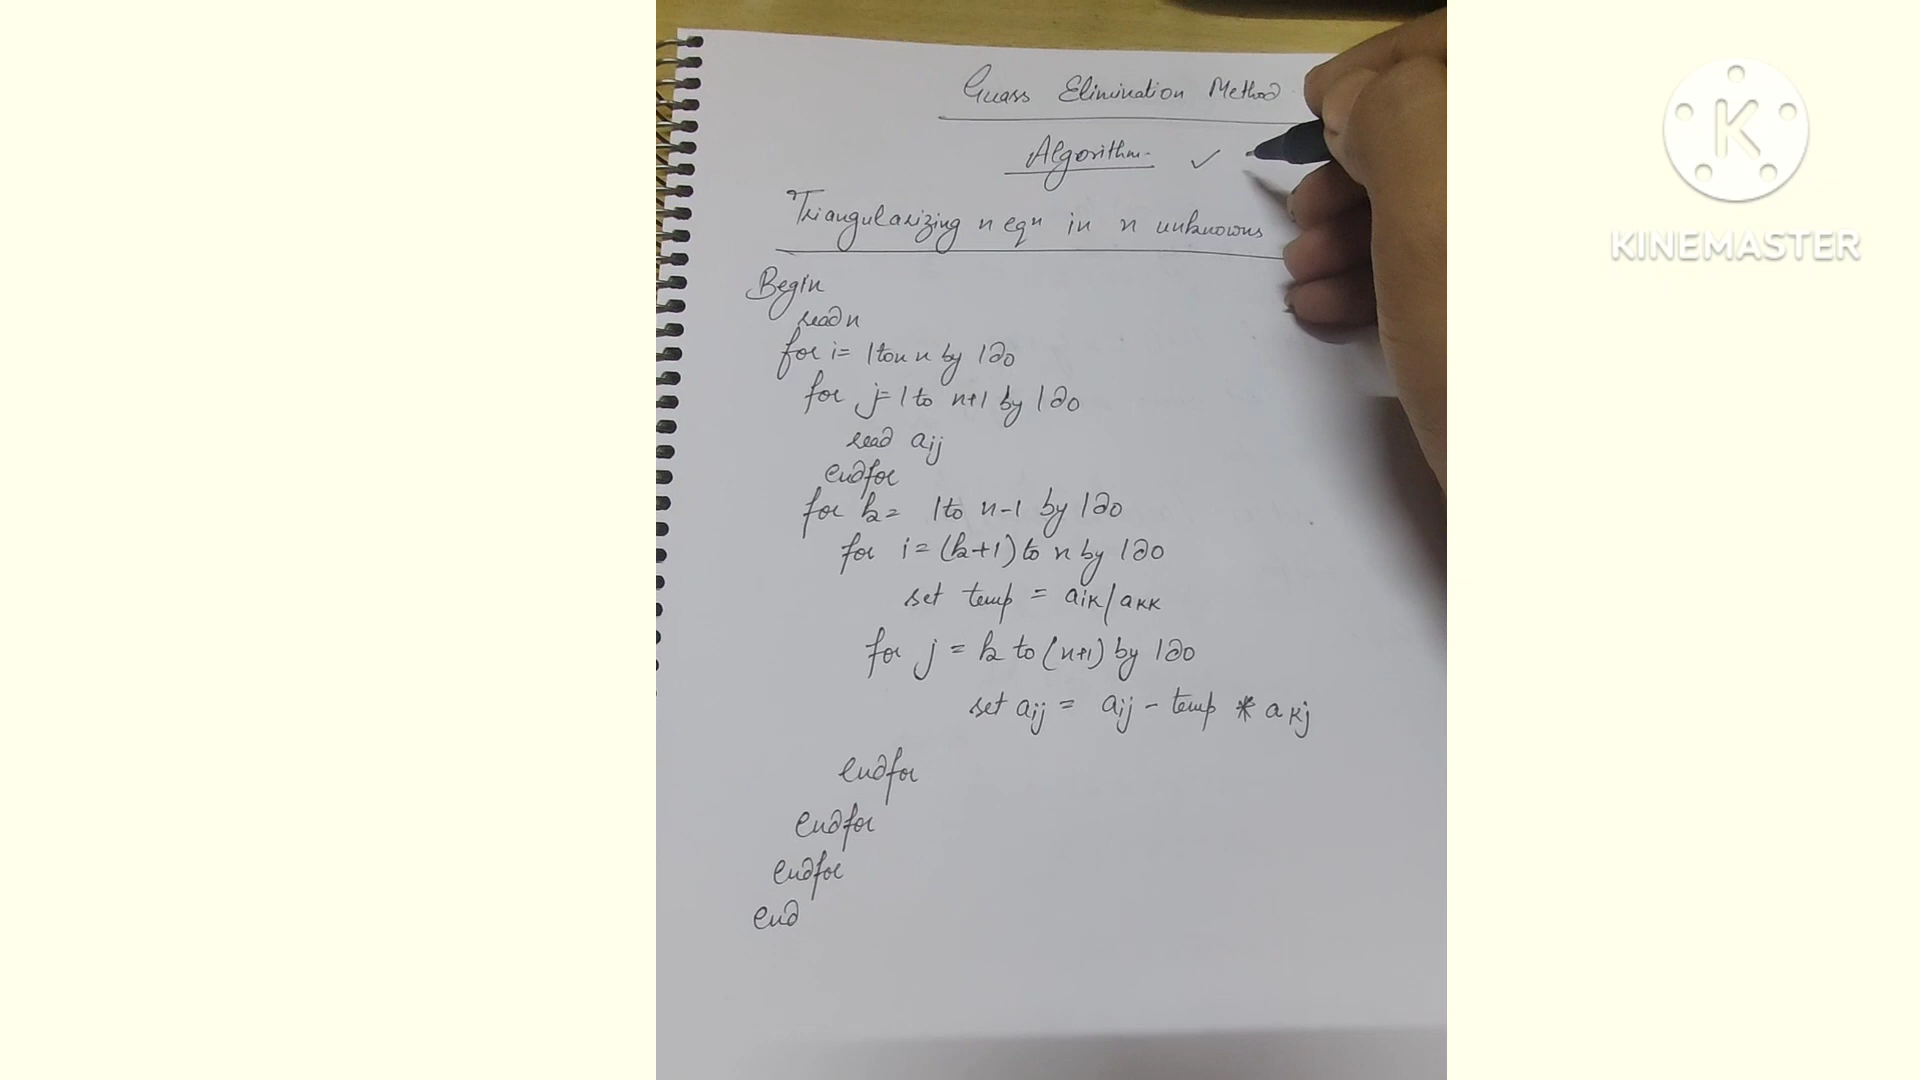 Guass Elimination Method
Algorithm
Triangularizing n eqn in n unknowns
Begin
read n
for i = 1 to n by 1 do
for j = 1 to n+1 by 1 do
read aij
endfor
for k = 1 to n-1 by 1 do
for i = (k+1) to n by 1 do
set temp = aik/akk
for j = k to (n+1) by 1 do
set aij = aij - temp * akj
endfor
endfor
endfor
end
K
KINEMASTER